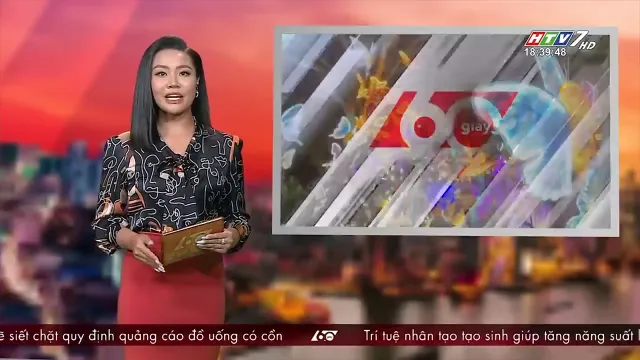 HTV7 HD
18:39:48
60 giây
ẽ siết chặt quy định quảng cáo đồ uống có cồn 60 Trí tuệ nhân tạo tạo sinh giúp tăng năng suất